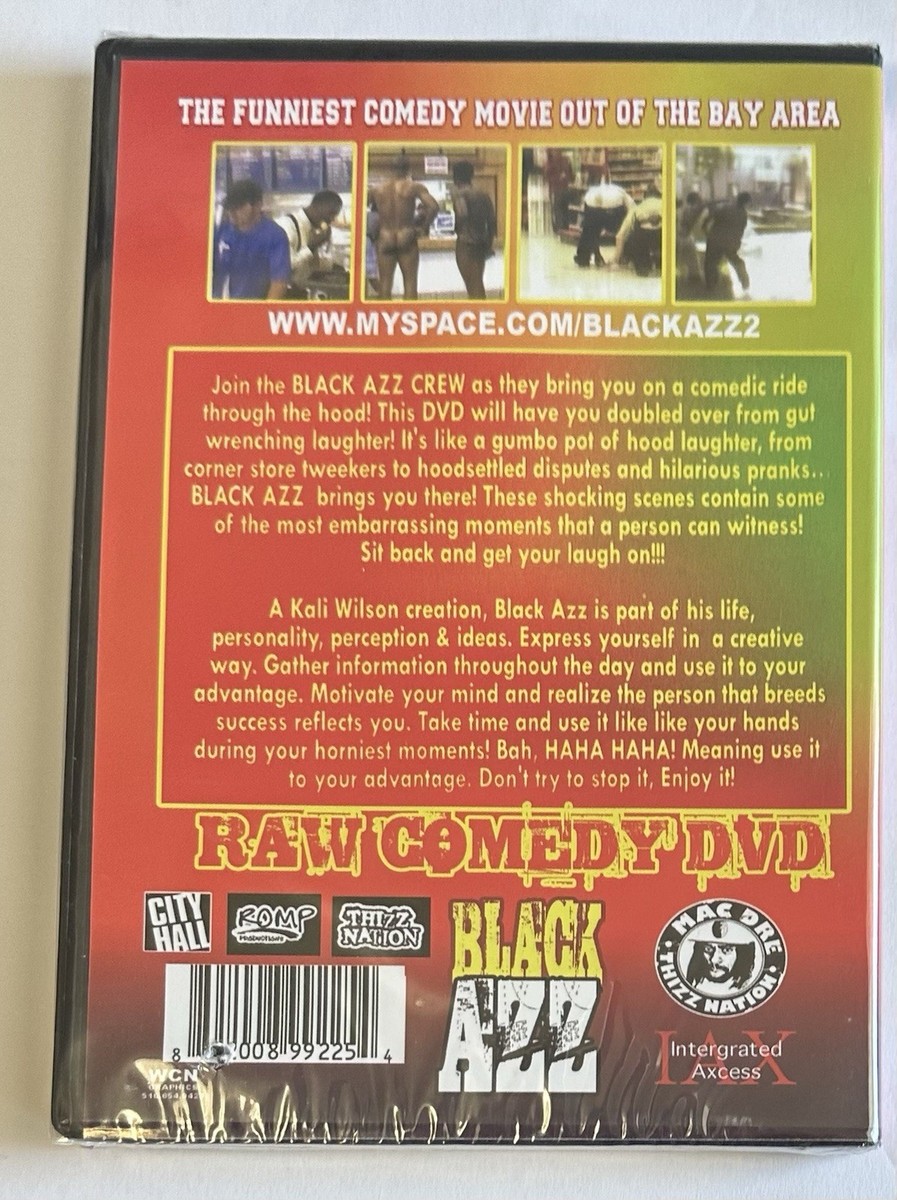 THE FUNNIEST COMEDY MOVIE OUT OF THE BAY AREA
WWW.MYSPACE.COM/BLACKAZZ2
Join the BLACK AZZ CREW as they bring you on a comedic ride
through the hood! This DVD will have you doubled over from gut
wrenching laughter! It's like a gumbo pot of hood laughter, from
corner store tweekers to hoodsettled disputes and hilarious pranks...
BLACK AZZ brings you there! These shocking scenes contain some
of the most embarrassing moments that a person can witness!
Sit back and get your laugh on!!!
A Kali Wilson creation, Black Azz is part of his life,
personality, perception & ideas. Express yourself in a creative
way. Gather information throughout the day and use it to your
advantage. Motivate your mind and realize the person that breeds
success reflects you. Take time and use it like like your hands
during your horniest moments! Bah, HAHA HAHA! Meaning use it
to your advantage. Don't try to stop it, Enjoy it!
RAW COMEDY DVD
CITY
HALL
ROMP
PRODUCTIONS
THIZZ
NATION
BLACK
AZZ
MAC DRE
THIZZ NATION
IAX
Intergrated
Axcess
8 008 99225 4
WCN
GRAPHICS